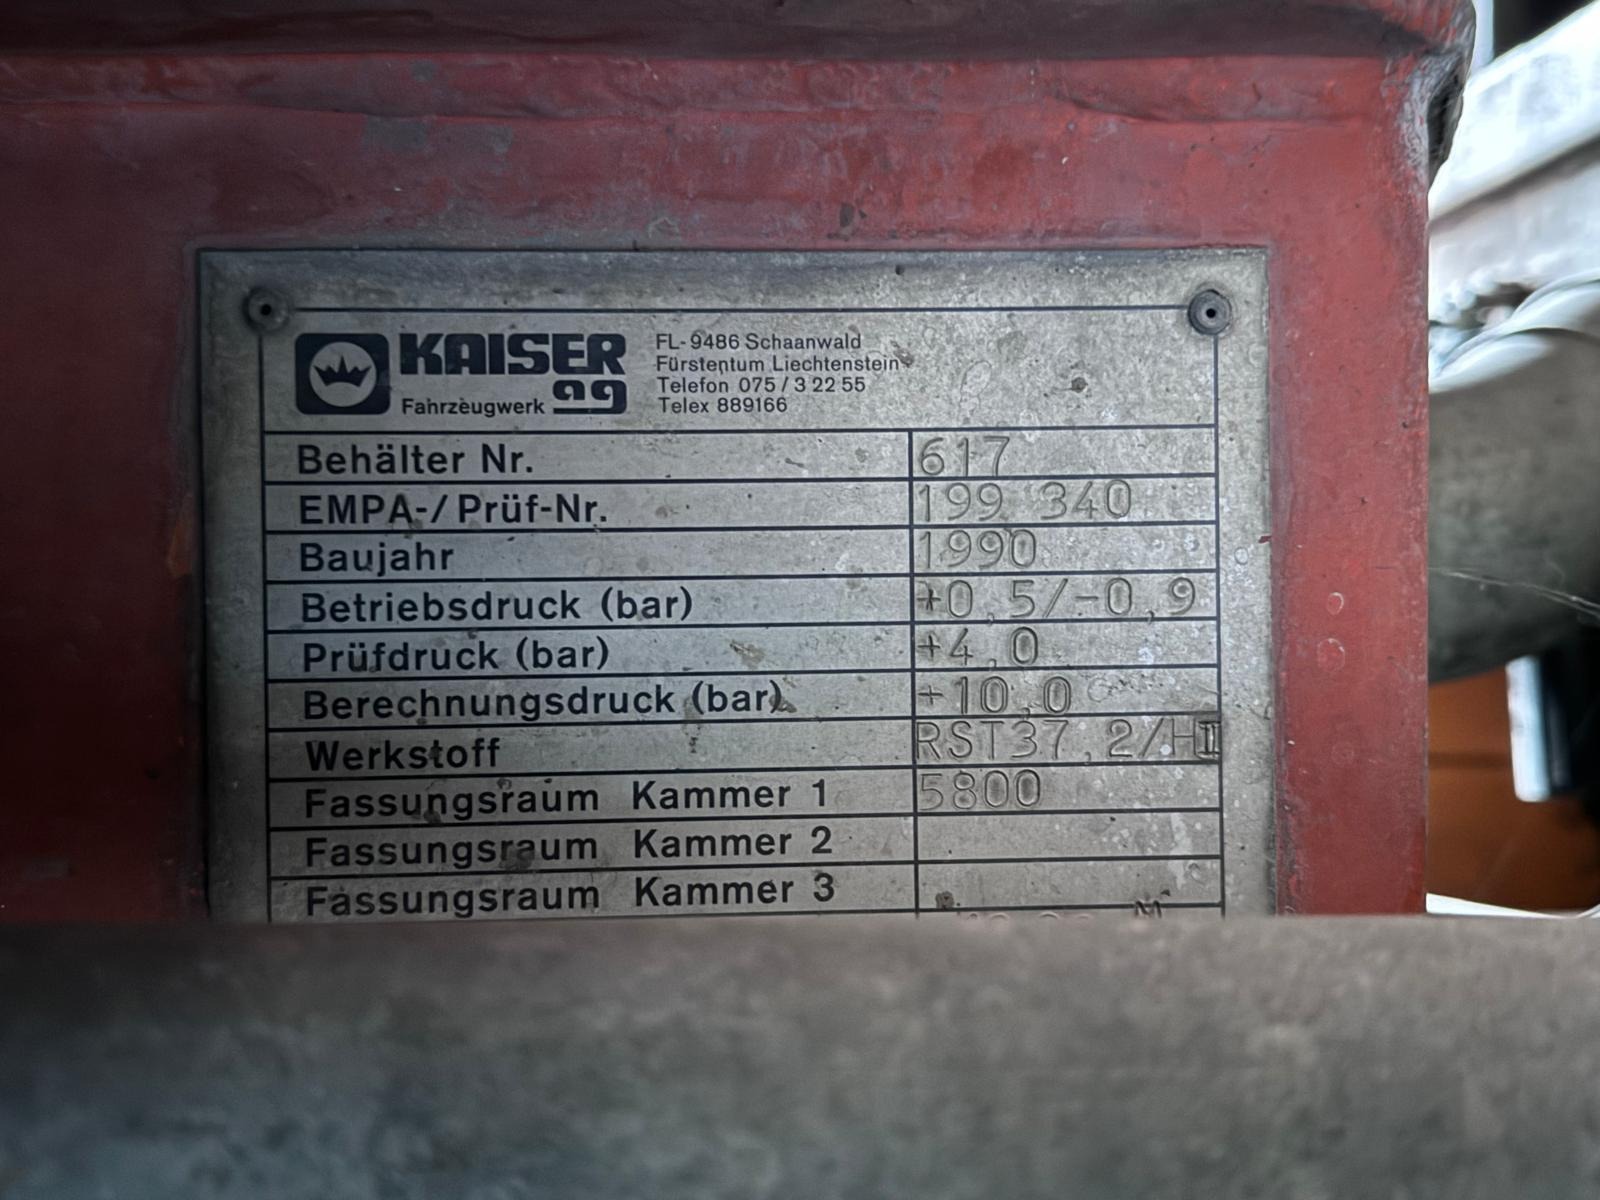 KAISER
ag
Fahrzeugwerk
FL-9486 Schaanwald
Fürstentum Liechtenstein
Telefon 075 / 3 22 55
Telex 889166
Behälter Nr. 617
EMPA-/ Prüf-Nr. 199 340
Baujahr 1990
Betriebsdruck (bar) +0,5/-0,9
Prüfdruck (bar) +4,0
Berechnungsdruck (bar) +10,0
Werkstoff RST37,2/HII
Fassungsraum Kammer 1 5800
Fassungsraum Kammer 2
Fassungsraum Kammer 3